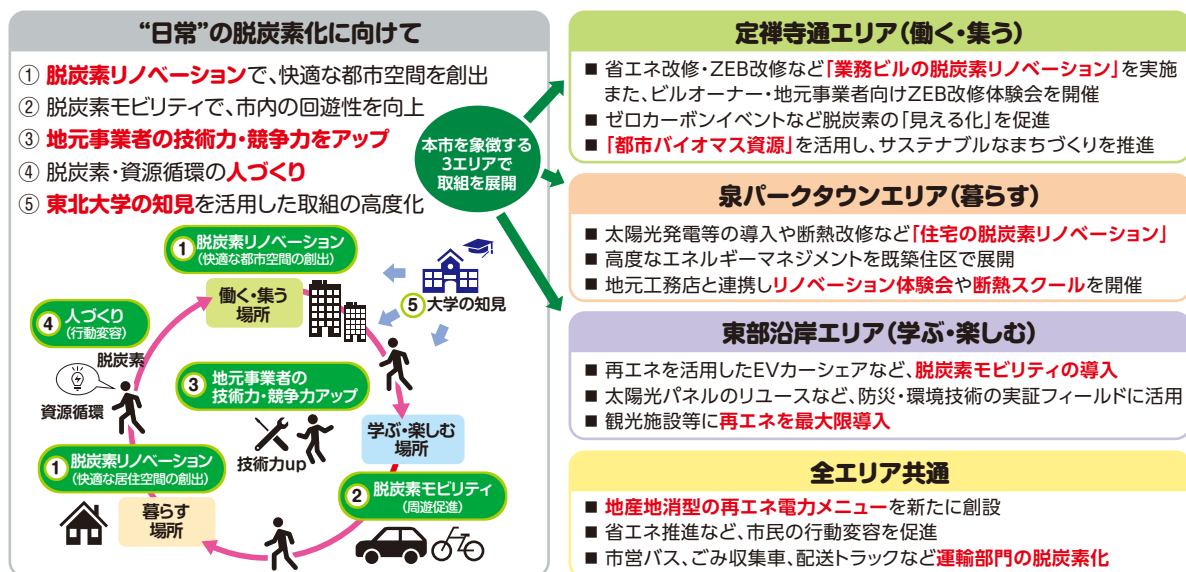 “日常”の脱炭素化に向けて
① 脱炭素リノベーションで、快適な都市空間を創出
② 脱炭素モビリティで、市内の回遊性を向上
③ 地元事業者の技術力・競争力をアップ
④ 脱炭素・資源循環の人づくり
⑤ 東北大学の知見を活用した取組の高度化
本市を象徴する
3エリアで
取組を展開
① 脱炭素リノベーション
(快適な都市空間の創出)
働く・集う
場所
⑤ 大学の知見
④ 人づくり
(行動変容)
脱炭素
資源循環
③ 地元事業者の
技術力・競争力アップ
技術力up
学ぶ・楽しむ
場所
① 脱炭素リノベーション
(快適な居住空間の創出)
暮らす
場所
② 脱炭素モビリティ
(周遊促進)
定禅寺通エリア(働く・集う)
■ 省エネ改修・ZEB改修など「業務ビルの脱炭素リノベーション」を実施
また、ビルオーナー・地元事業者向けZEB改修体験会を開催
■ ゼロカーボンイベントなど脱炭素の「見える化」を促進
■ 「都市バイオマス資源」を活用し、サステナブルなまちづくりを推進
泉パークタウンエリア(暮らす)
■ 太陽光発電等の導入や断熱改修など「住宅の脱炭素リノベーション」
■ 高度なエネルギーマネジメントを既築住区で展開
■ 地元工務店と連携しリノベーション体験会や断熱スクールを開催
東部沿岸エリア(学ぶ・楽しむ)
■ 再エネを活用したEVカーシェアなど、脱炭素モビリティの導入
■ 太陽光パネルのリユースなど、防災・環境技術の実証フィールドに活用
■ 観光施設等に再エネを最大限導入
全エリア共通
■ 地産地消型の再エネ電力メニューを新たに創設
■ 省エネ推進など、市民の行動変容を促進
■ 市営バス、ごみ収集車、配送トラックなど運輸部門の脱炭素化